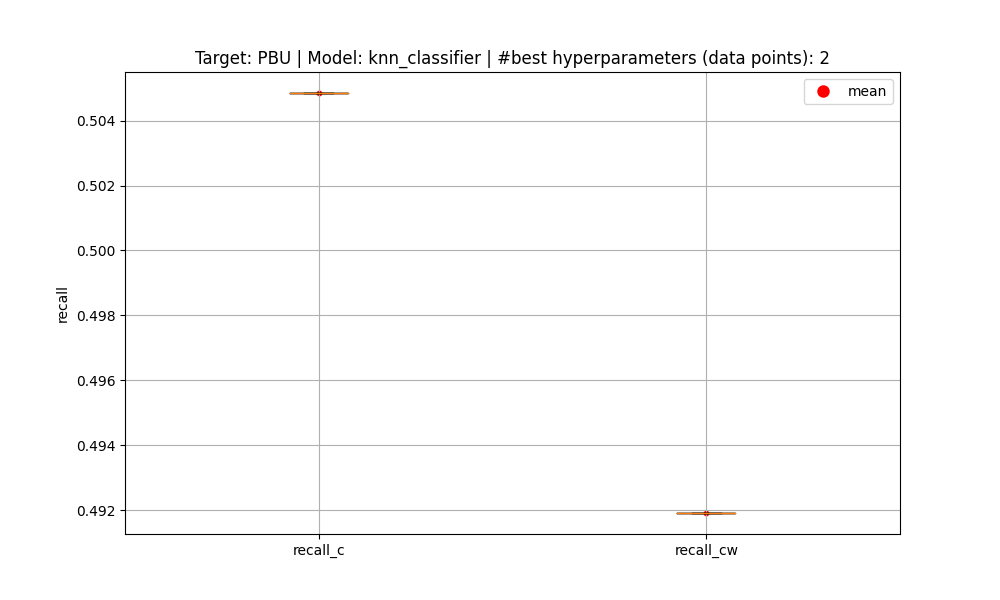 Target: PBU | Model: knn_classifier | #best hyperparameters (data points): 2
mean
0.504
0.502
0.500
0.498
0.496
0.494
0.492
recall
recall_c
recall_cw